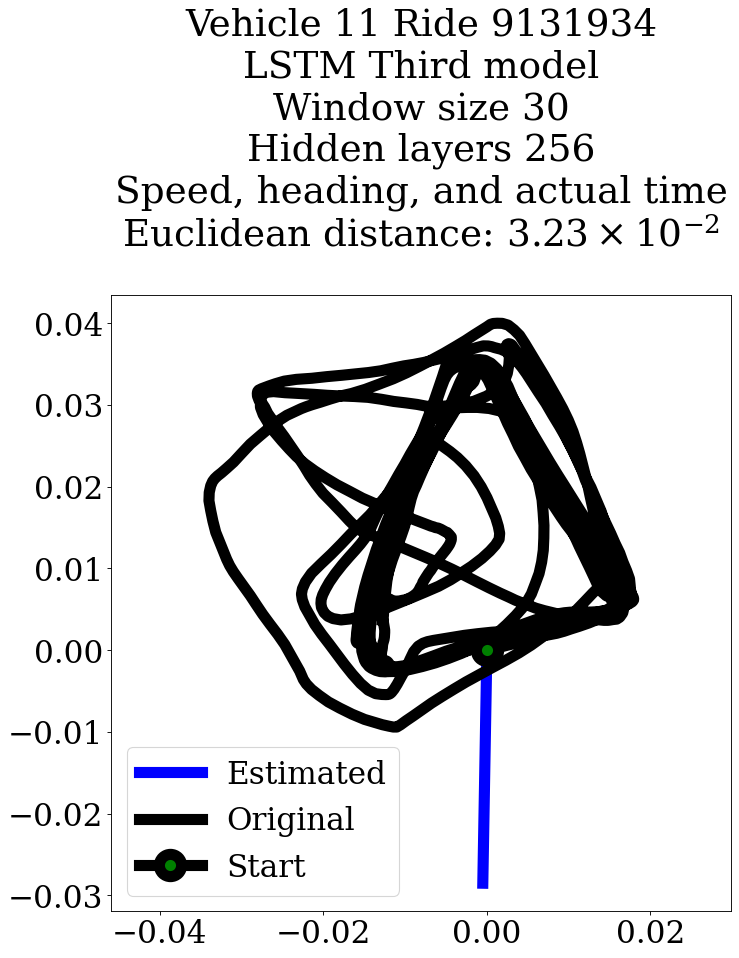 Vehicle 11 Ride 9131934
LSTM Third model
Window size 30
Hidden layers 256
Speed, heading, and actual time
Euclidean distance: 3.23 × 10⁻²
0.04
0.03
0.02
0.01
0.00
−0.01
−0.02
−0.03
Estimated
Original
Start
−0.04
−0.02
0.00
0.02